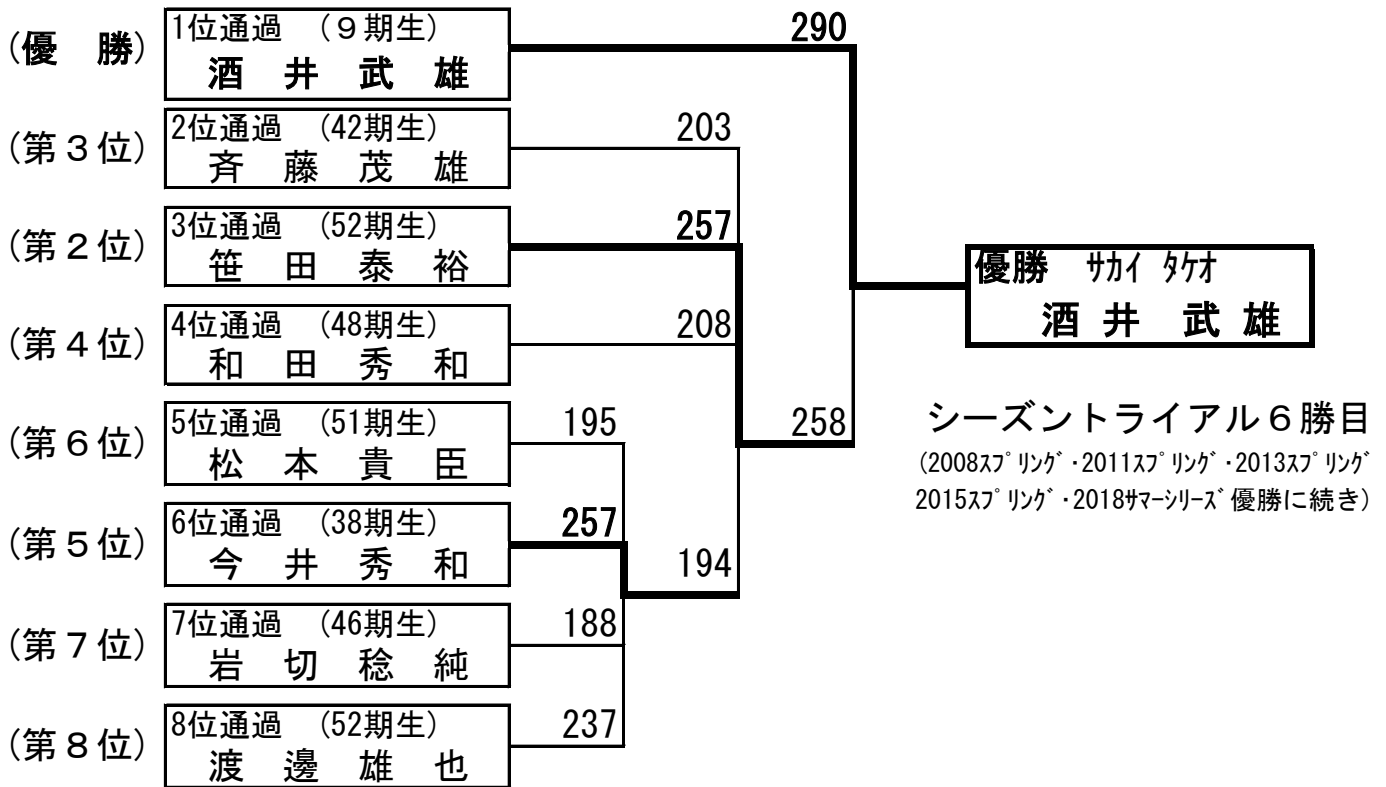 (優　勝) 1位通過　(９期生) 290
酒　井　武　雄
(第３位) 2位通過　(42期生) 203
斉　藤　茂　雄
(第２位) 3位通過　(52期生) 257
笹　田　泰　裕
(第４位) 4位通過　(48期生) 208
和　田　秀　和
(第６位) 5位通過　(51期生) 195
松　本　貴　臣
(第５位) 6位通過　(38期生) 257
今　井　秀　和
194
(第７位) 7位通過　(46期生) 188
岩　切　稔　純
(第８位) 8位通過　(52期生) 237
渡　邊　雄　也
258
優勝　ｻｶｲ ﾀｹｵ
酒 井　武 雄
シーズントライアル６勝目
(2008ｽﾌﾟﾘﾝｸﾞ・2011ｽﾌﾟﾘﾝｸﾞ・2013ｽﾌﾟﾘﾝｸﾞ
2015ｽﾌﾟﾘﾝｸﾞ・2018ｻﾏｰｼﾘｰｽﾞ優勝に続き)